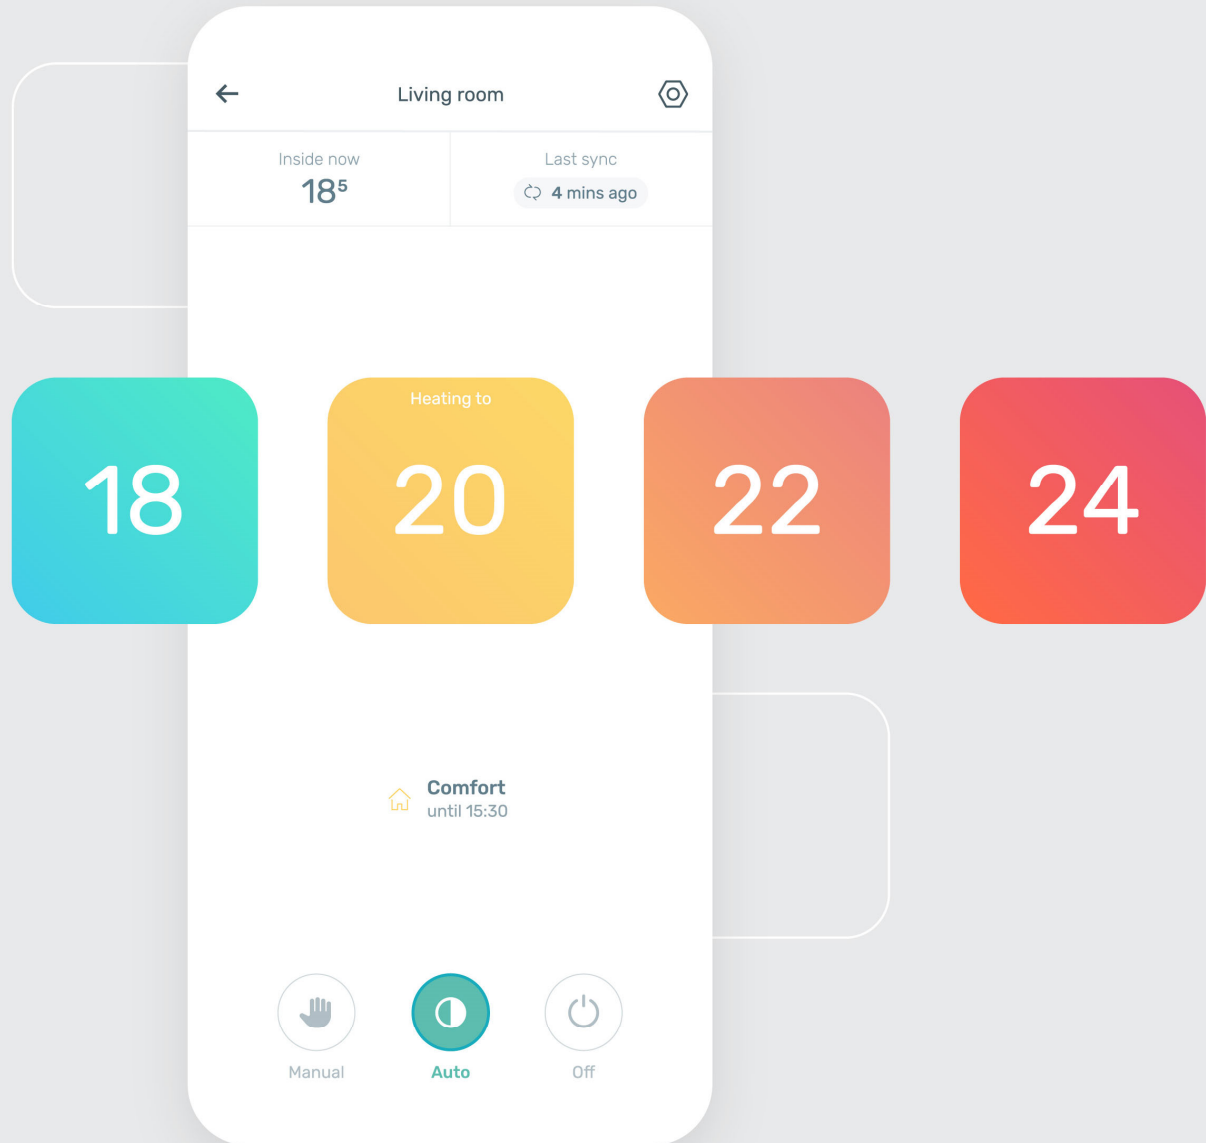 Living room
Inside now
18⁵
Last sync
4 mins ago
Heating to
18
20
22
24
Comfort
until 15:30
Manual
Auto
Off